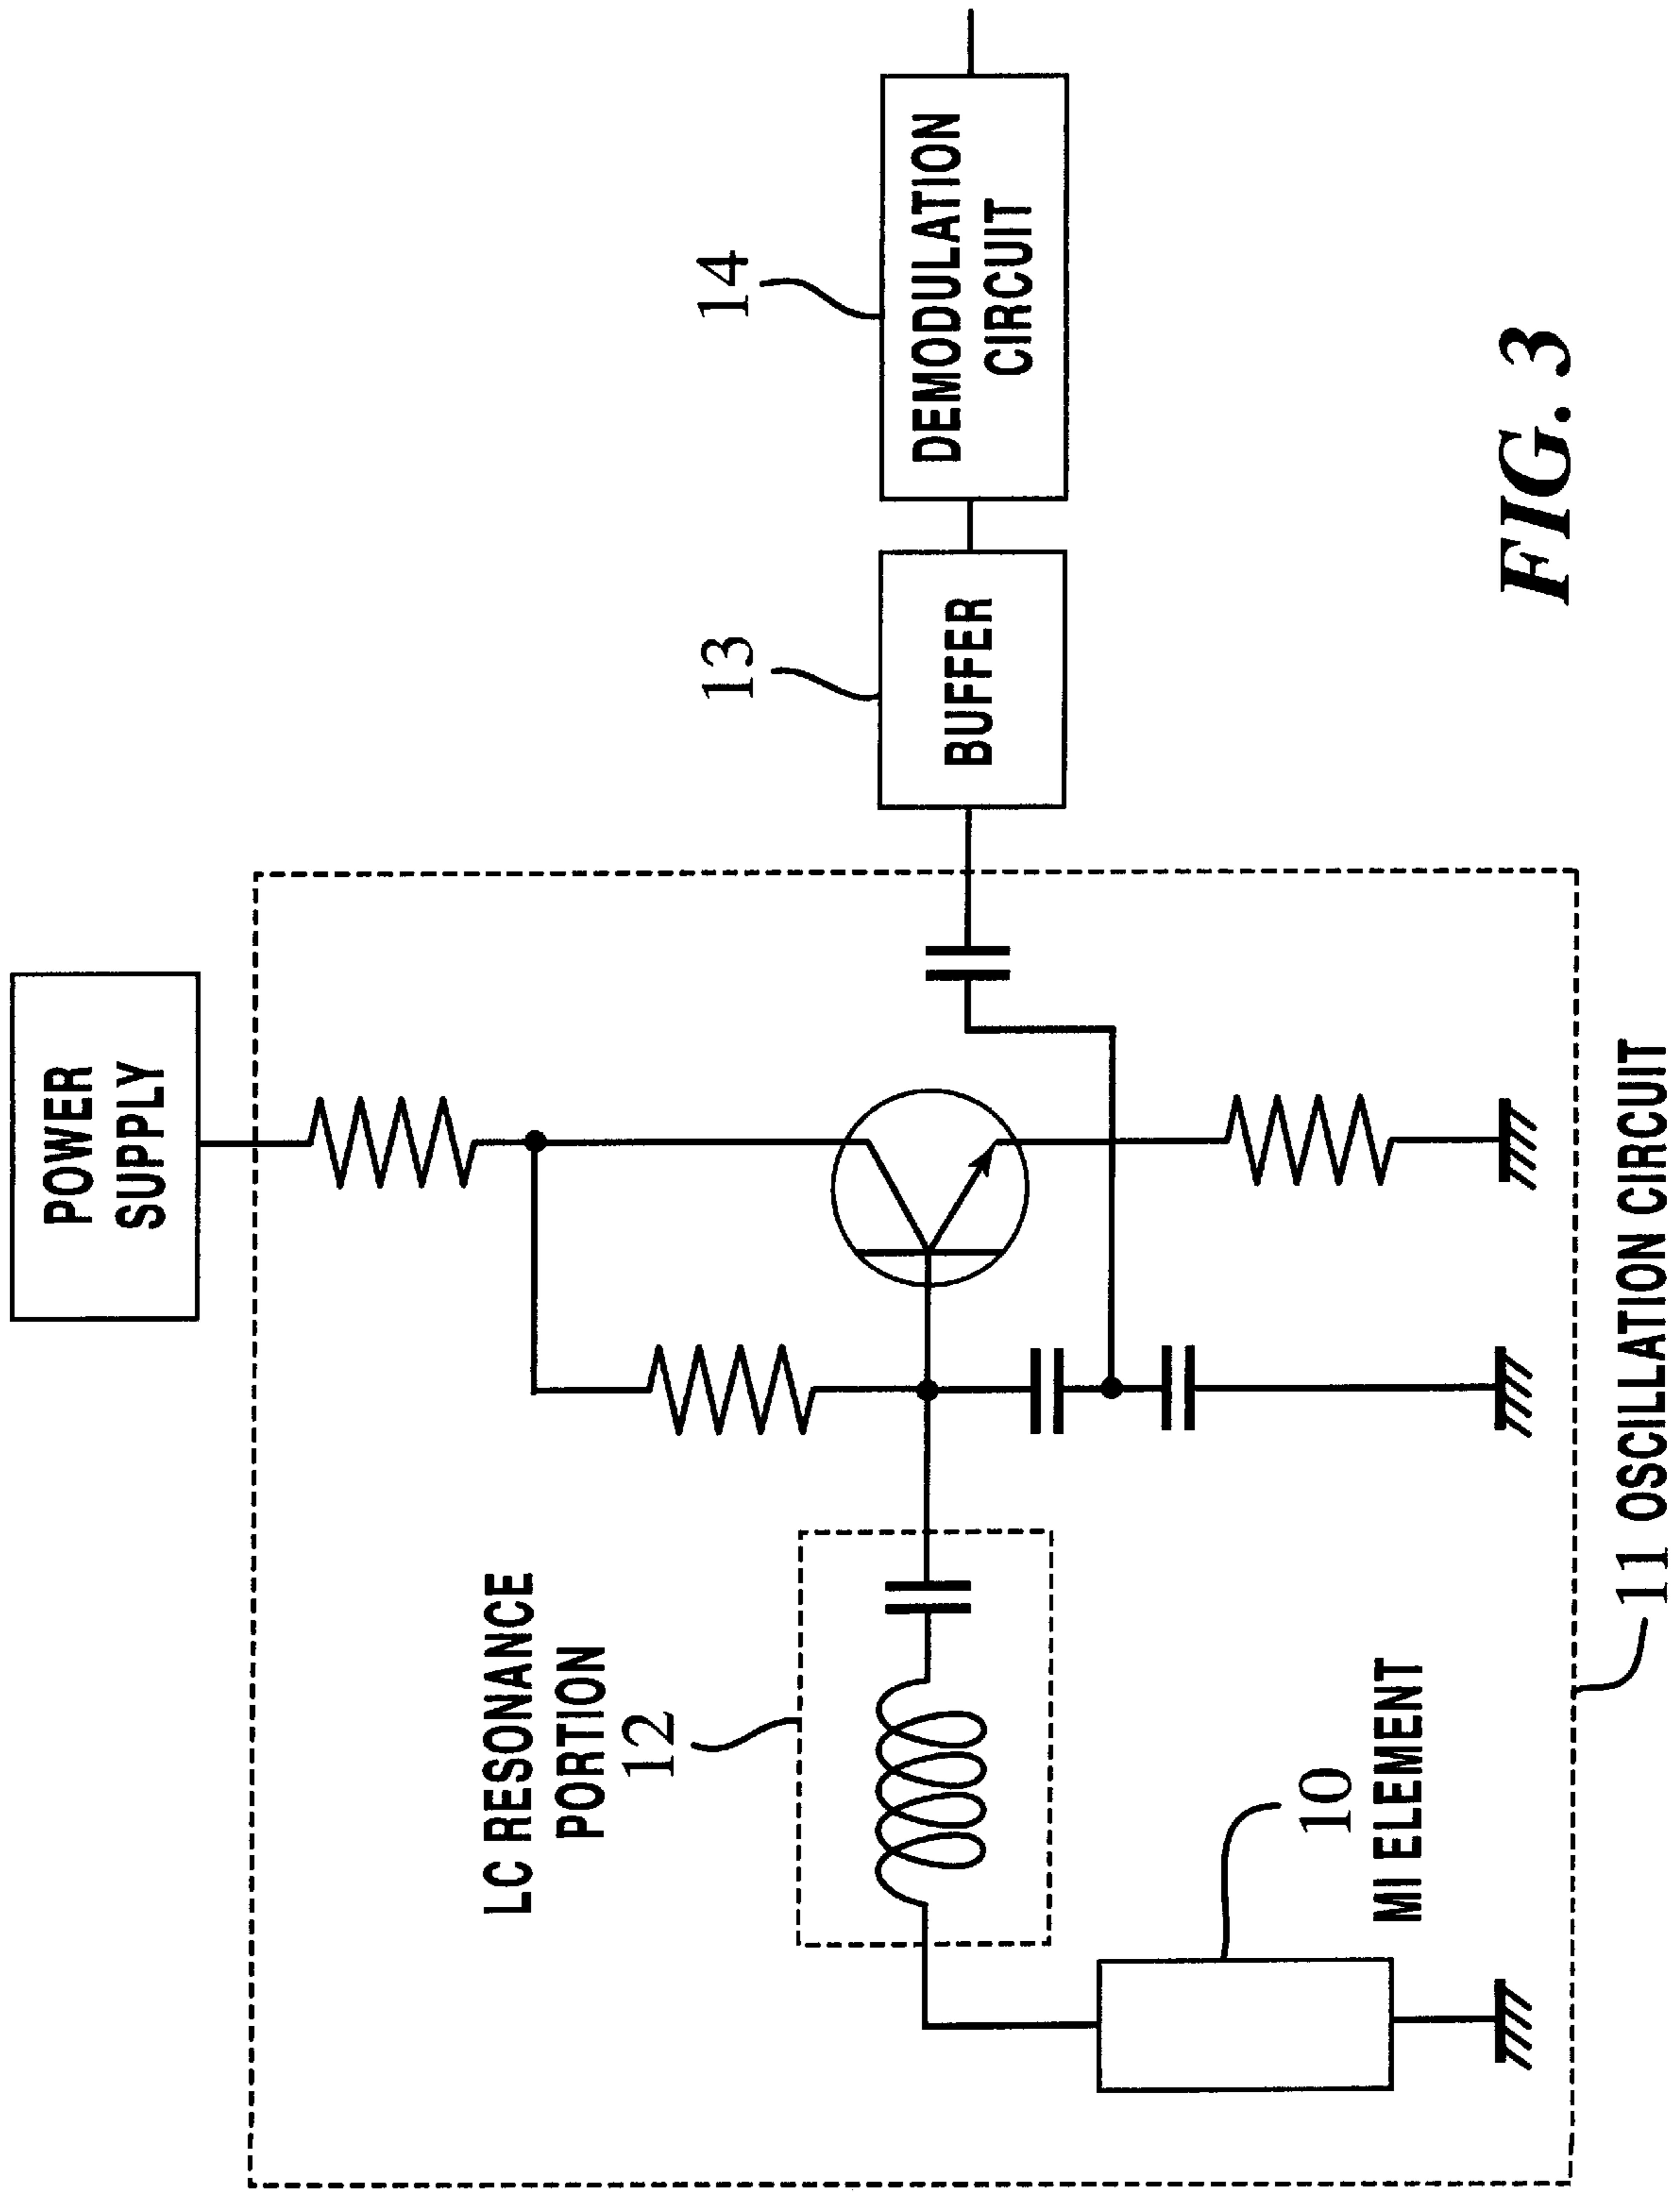 POWER
SUPPLY
LC RESONANCE
PORTION
12
10
MI ELEMENT
11 OSCILLATION CIRCUIT
13
BUFFER
14
DEMODULATION
CIRCUIT
FIG. 3